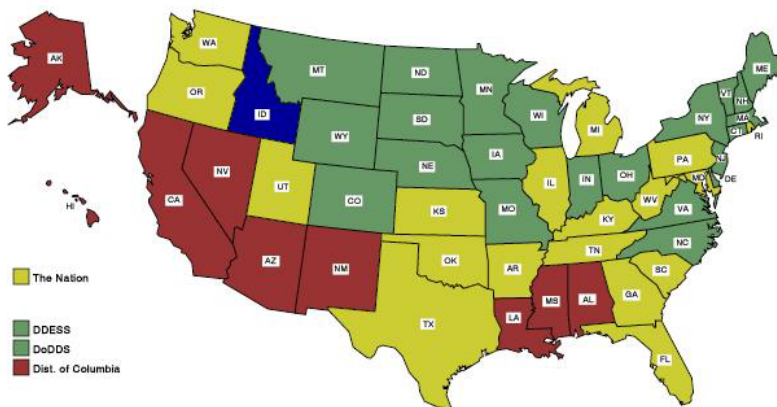 WA
AK
MT
ND
ME
MN
VT
OR
NH
ID
SD
WI
NY
MA
WY
MI
CT
RI
IA
PA
NE
NJ
NV
OH
MD
DE
IL
IN
UT
WV
CA
CO
VA
HI
MO
KS
KY
NC
TN
OK
AZ
NM
AR
SC
The Nation
MS
AL
GA
LA
TX
DDESS
DoDDS
FL
Dist. of Columbia